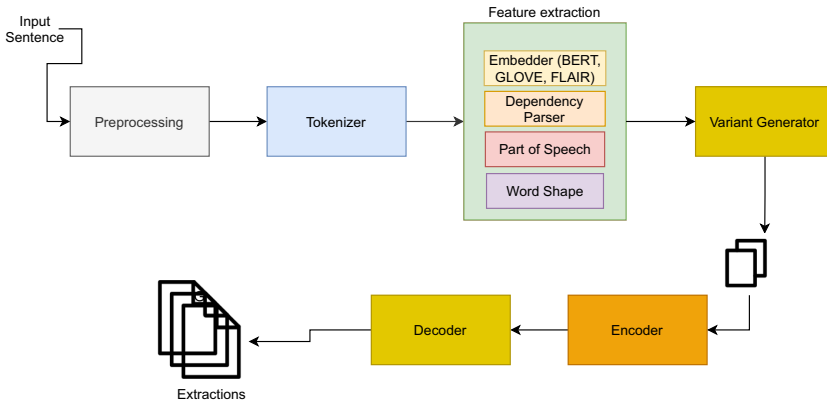 Input
Sentence
Feature extraction
Preprocessing
Tokenizer
Embedder (BERT,
GLOVE, FLAIR)
Dependency
Parser
Part of Speech
Word Shape
Variant Generator
Encoder
Decoder
Extractions